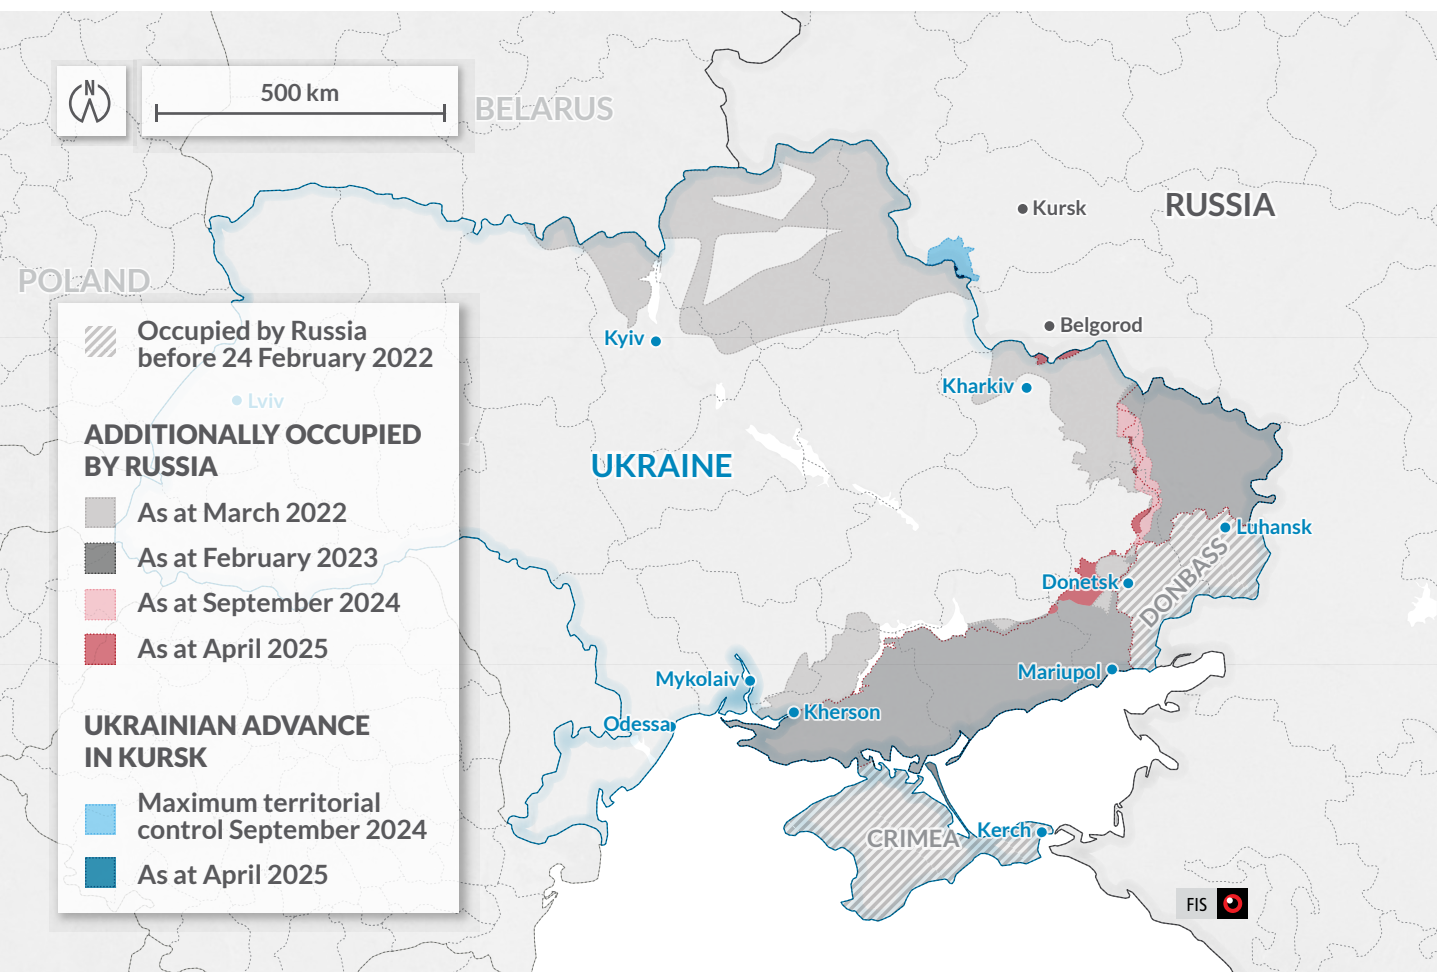 N
500 km
BELARUS
RUSSIA
Kursk
POLAND
Occupied by Russia
before 24 February 2022
Belgorod
Kyiv
Kharkiv
Lviv
ADDITIONALLY OCCUPIED
BY RUSSIA
UKRAINE
As at March 2022
Luhansk
As at February 2023
DONBASS
Donetsk
As at September 2024
As at April 2025
Mariupol
Mykolaiv
Kherson
Odessa
UKRAINIAN ADVANCE
IN KURSK
Maximum territorial
control September 2024
Kerch
CRIMEA
As at April 2025
FIS